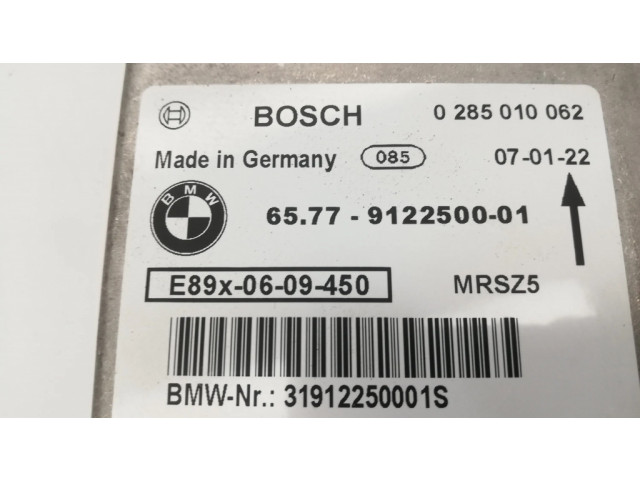 BOSCH 0 285 010 062
Made in Germany 085 07-01-22
BMW 65.77 - 9122500-01
E89x-06-09-450 MRSZ5
BMW-Nr.: 31912250001S